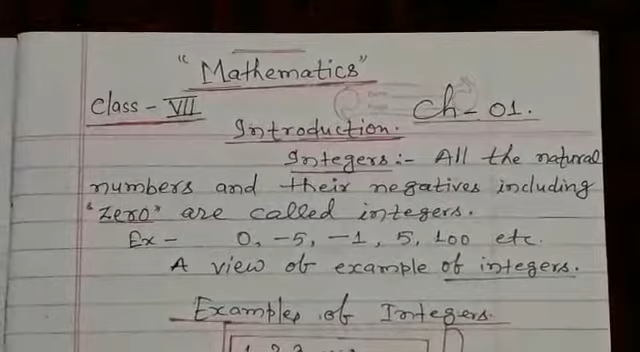 "Mathematics"
Class - VII
Ch - 01.
Introduction.
Integers :- All the natural
numbers and their negatives including
"zero" are called integers.
Ex - 0, -5, -1, 5, 100 etc.
A view of example of integers.
Examples of Integers.